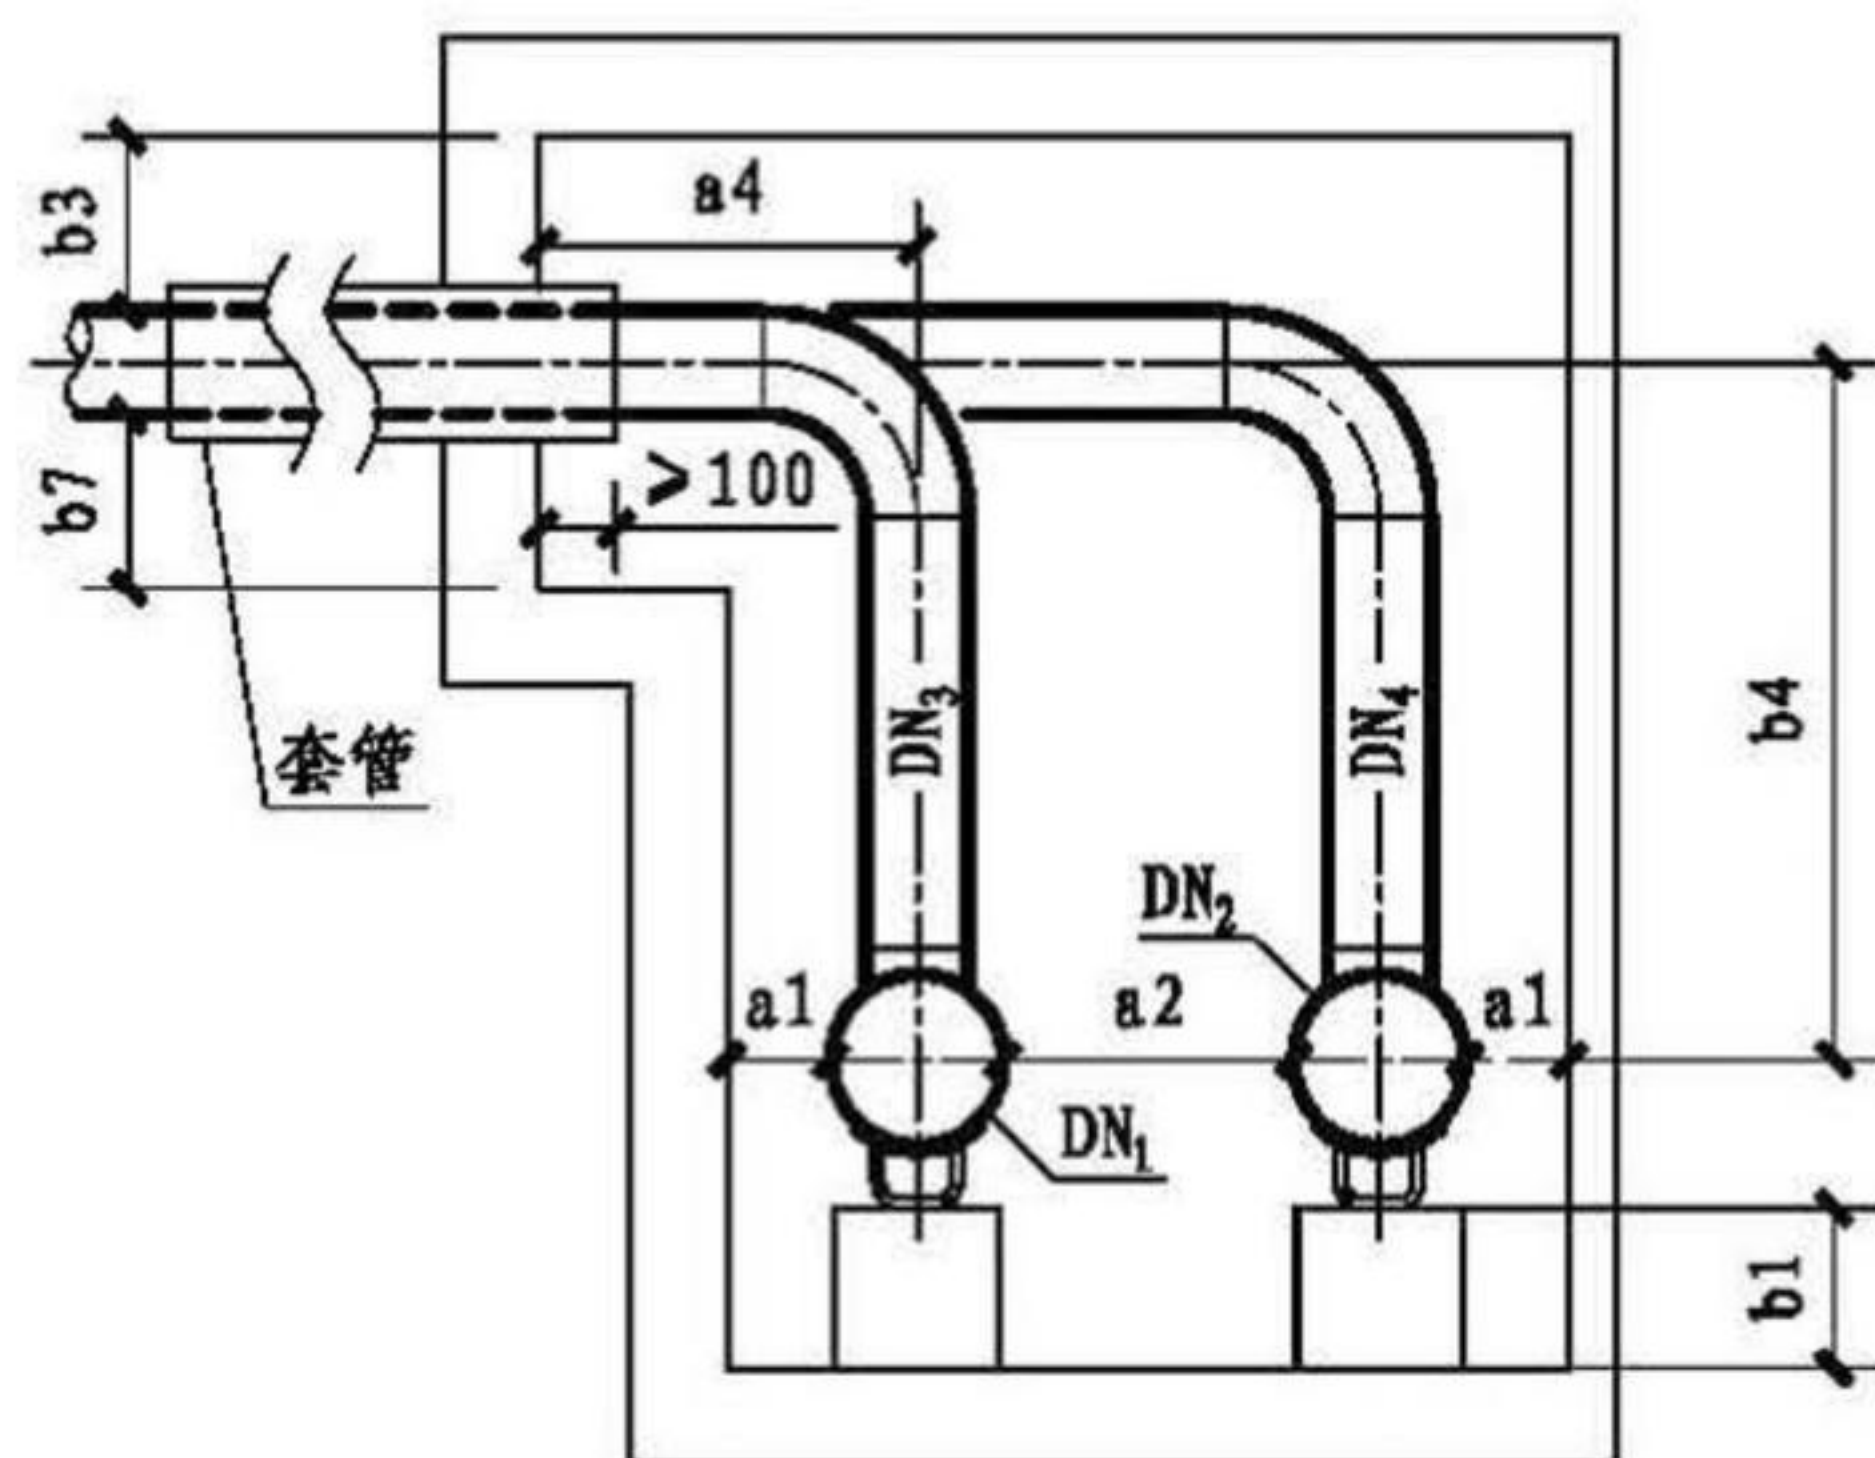 a4
b3
>100
b7
DN₃
DN₄
b4
套管
DN₂
a1
a2
a1
DN₁
b1